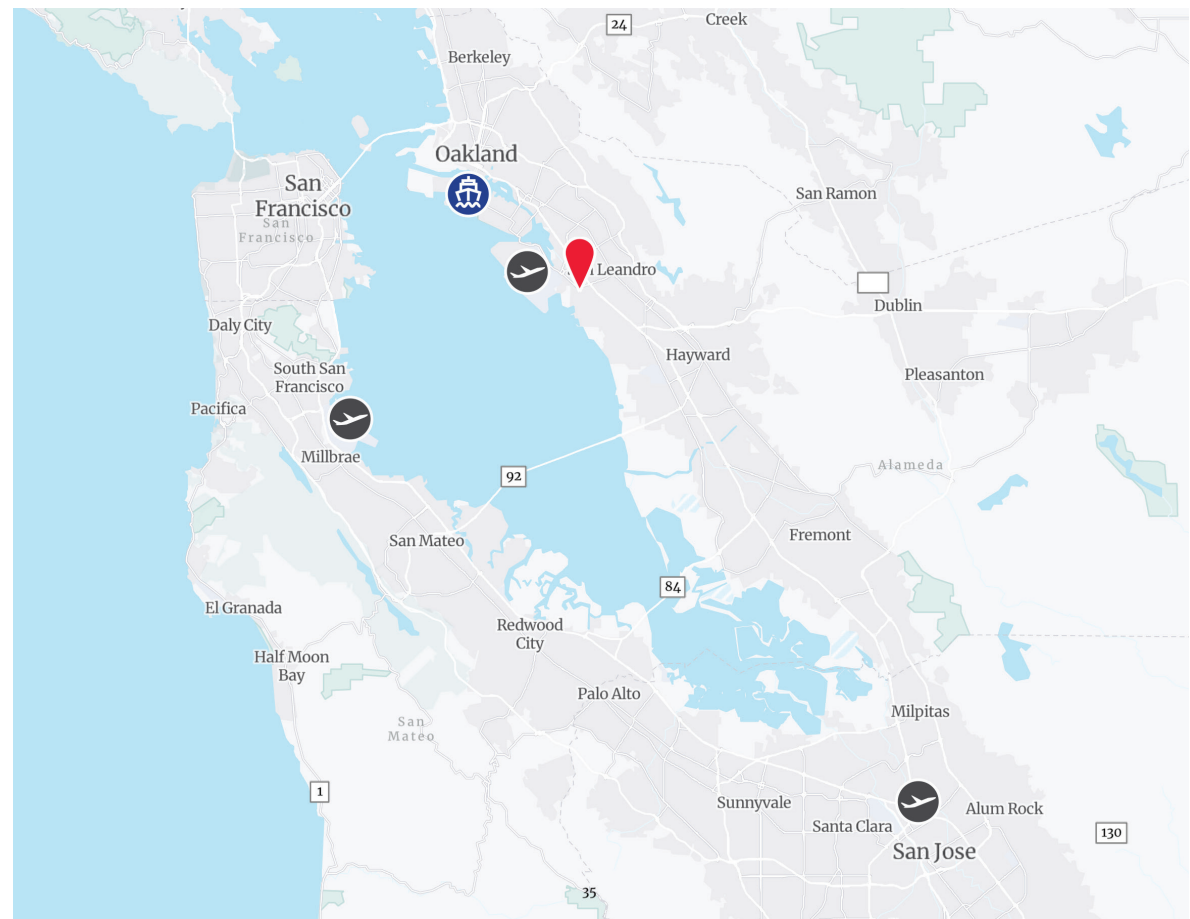 24
Creek
Berkeley
Oakland
San
Francisco
San
Francisco
San Ramon
Leandro
Dublin
Daly City
Hayward
South San
Francisco
Pleasanton
Pacifica
Millbrae
Alameda
92
San Mateo
Fremont
84
El Granada
Redwood
City
Half Moon
Bay
Palo Alto
San
Mateo
Milpitas
1
Sunnyvale
Alum Rock
Santa Clara
130
San Jose
35